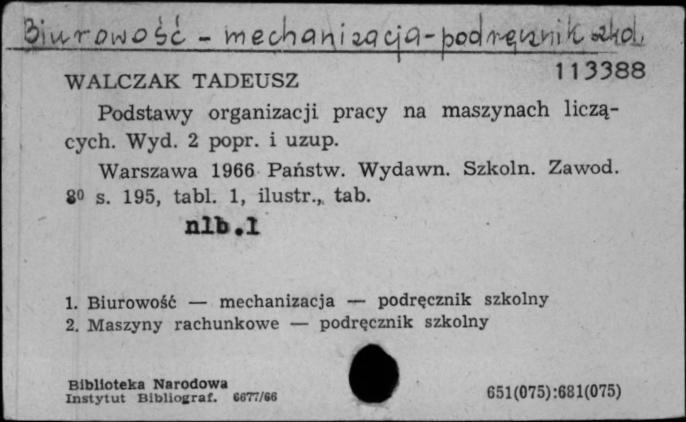 Biurowość - mechanizacja - podręcznik szkol.
113388
WALCZAK TADEUSZ
Podstawy organizacji pracy na maszynach liczą-
cych. Wyd. 2 popr. i uzup.
Warszawa 1966 Państw. Wydawn. Szkoln. Zawod.
8⁰ s. 195, tabl. 1, ilustr., tab.
nlb.1
1. Biurowość — mechanizacja — podręcznik szkolny
2. Maszyny rachunkowe — podręcznik szkolny
Biblioteka Narodowa
Instytut Bibliograf. 6677/66
651(075):681(075)